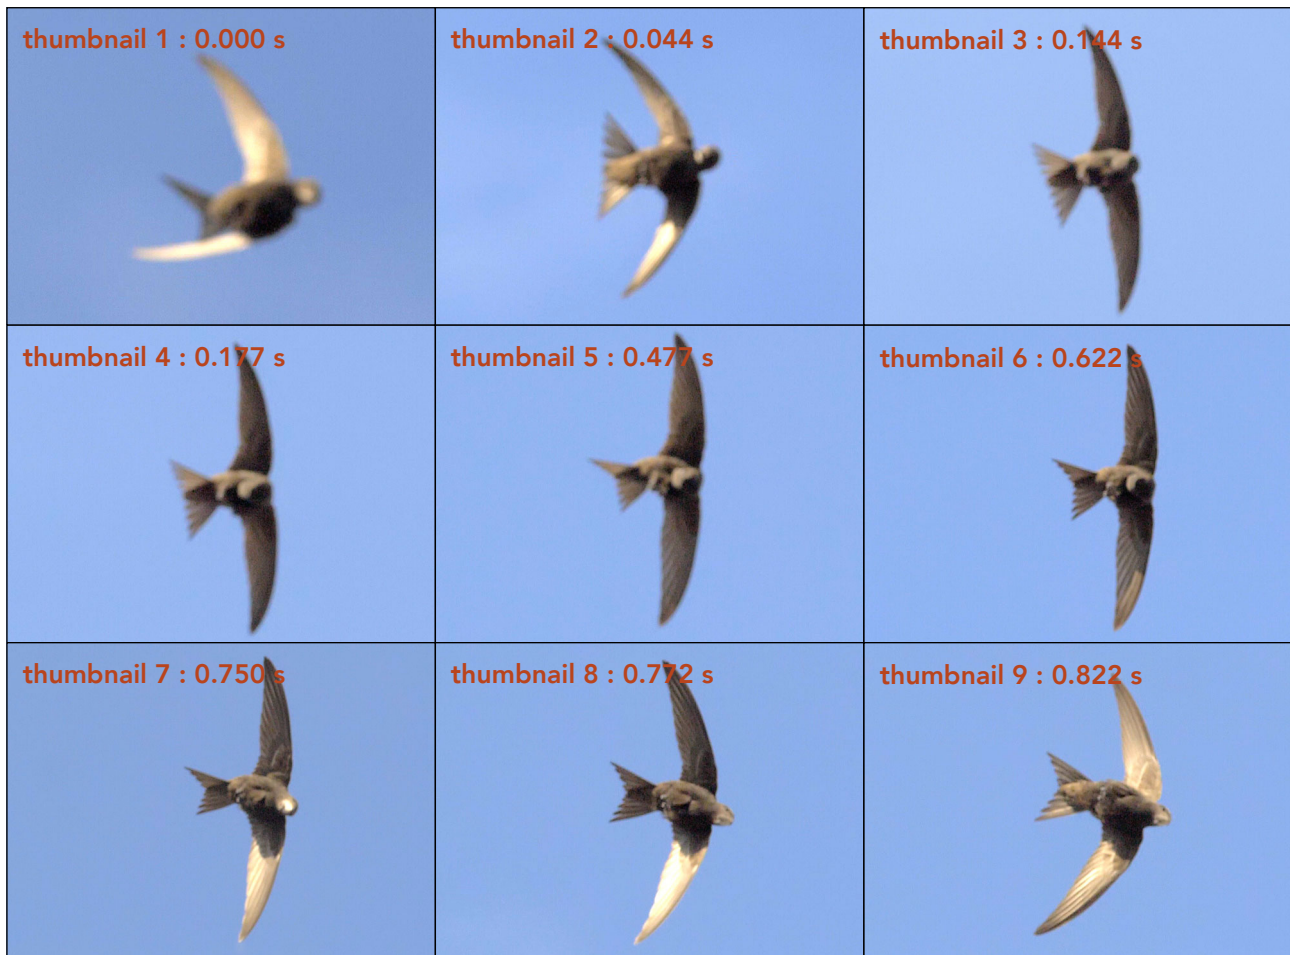 thumbnail 1 : 0.000 s
thumbnail 2 : 0.044 s
thumbnail 3 : 0.144 s
thumbnail 4 : 0.177 s
thumbnail 5 : 0.477 s
thumbnail 6 : 0.622 s
thumbnail 7 : 0.750 s
thumbnail 8 : 0.772 s
thumbnail 9 : 0.822 s